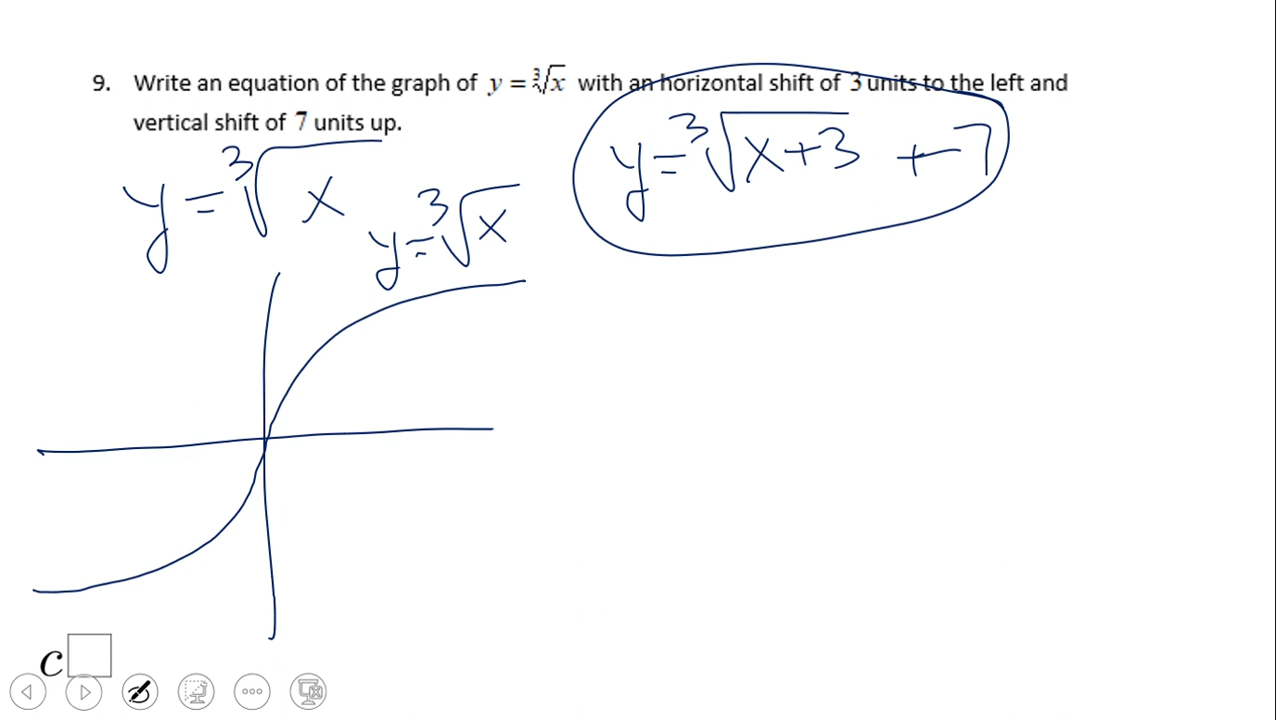 9. Write an equation of the graph of y = ∛x with an horizontal shift of 3 units to the left and
vertical shift of 7 units up.
y = ∛x
y = ∛x
y = ∛(x+3) + 7
c